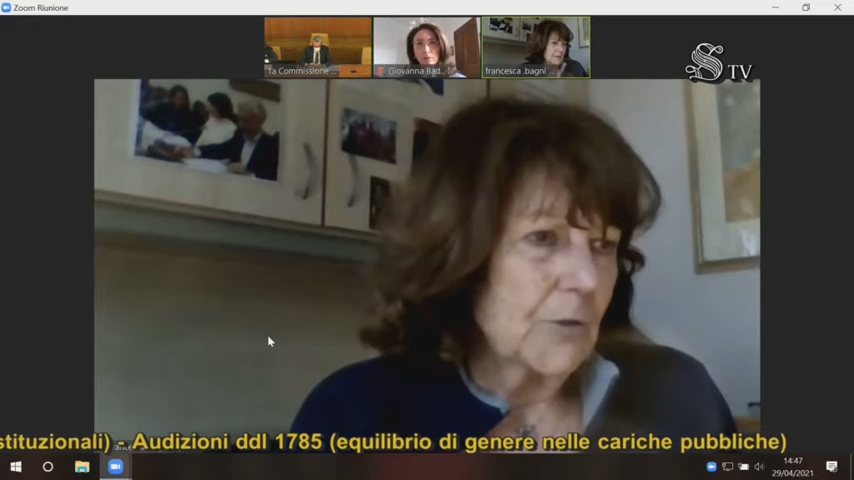 Zoom Riunione
1a Commissione ...
Giovanna Bad...
francesca .bagni
S TV
stituzionali) - Audizioni ddl 1785 (equilibrio di genere nelle cariche pubbliche)
14:47
29/04/2021